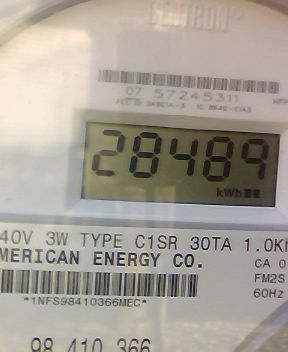 CENTRON®
07 57245311
28489
kWh
40V 3W TYPE C1SR 30TA 1.0K
MERICAN ENERGY CO.
CA 0
FM2S
60Hz
*1NFS98410366MEC*
98 410 366